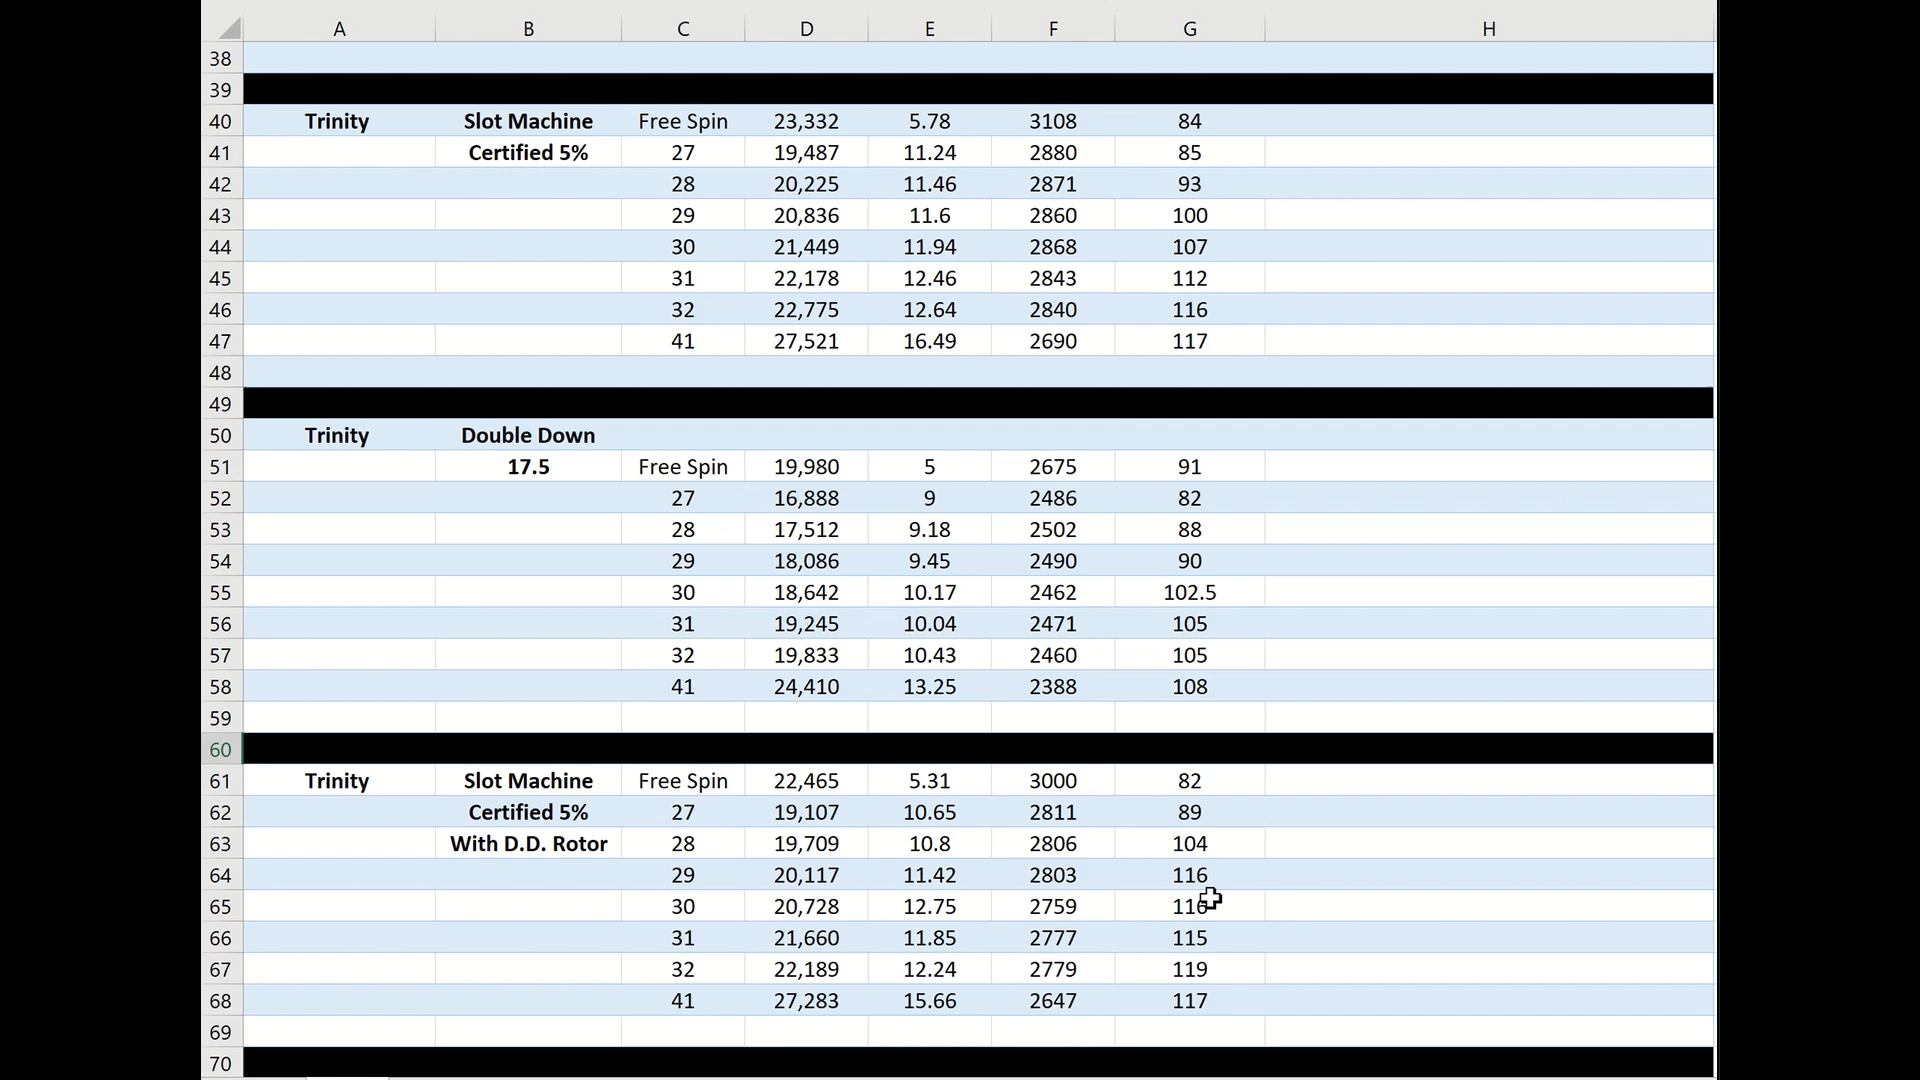 A B C D E F G H
38
39
40 Trinity Slot Machine Free Spin 23,332 5.78 3108 84
41 Certified 5% 27 19,487 11.24 2880 85
42 28 20,225 11.46 2871 93
43 29 20,836 11.6 2860 100
44 30 21,449 11.94 2868 107
45 31 22,178 12.46 2843 112
46 32 22,775 12.64 2840 116
47 41 27,521 16.49 2690 117
48
49
50 Trinity Double Down
51 17.5 Free Spin 19,980 5 2675 91
52 27 16,888 9 2486 82
53 28 17,512 9.18 2502 88
54 29 18,086 9.45 2490 90
55 30 18,642 10.17 2462 102.5
56 31 19,245 10.04 2471 105
57 32 19,833 10.43 2460 105
58 41 24,410 13.25 2388 108
59
60
61 Trinity Slot Machine Free Spin 22,465 5.31 3000 82
62 Certified 5% 27 19,107 10.65 2811 89
63 With D.D. Rotor 28 19,709 10.8 2806 104
64 29 20,117 11.42 2803 116
65 30 20,728 12.75 2759 116
66 31 21,660 11.85 2777 115
67 32 22,189 12.24 2779 119
68 41 27,283 15.66 2647 117
69
70